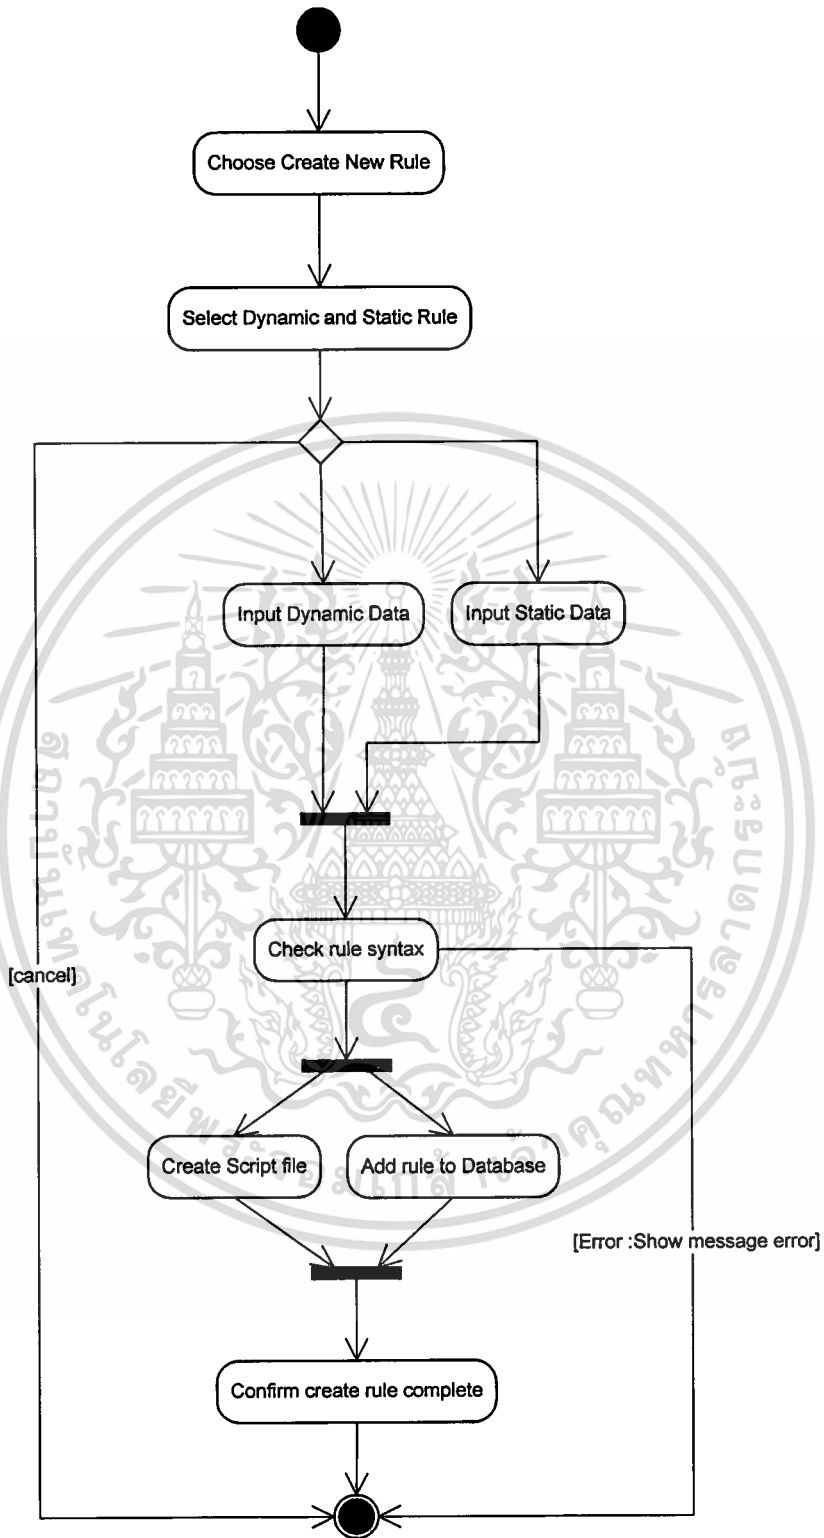 Choose Create New Rule
Select Dynamic and Static Rule
Input Dynamic Data
Input Static Data
Check rule syntax
[cancel]
Create Script file
Add rule to Database
[Error :Show message error]
Confirm create rule complete